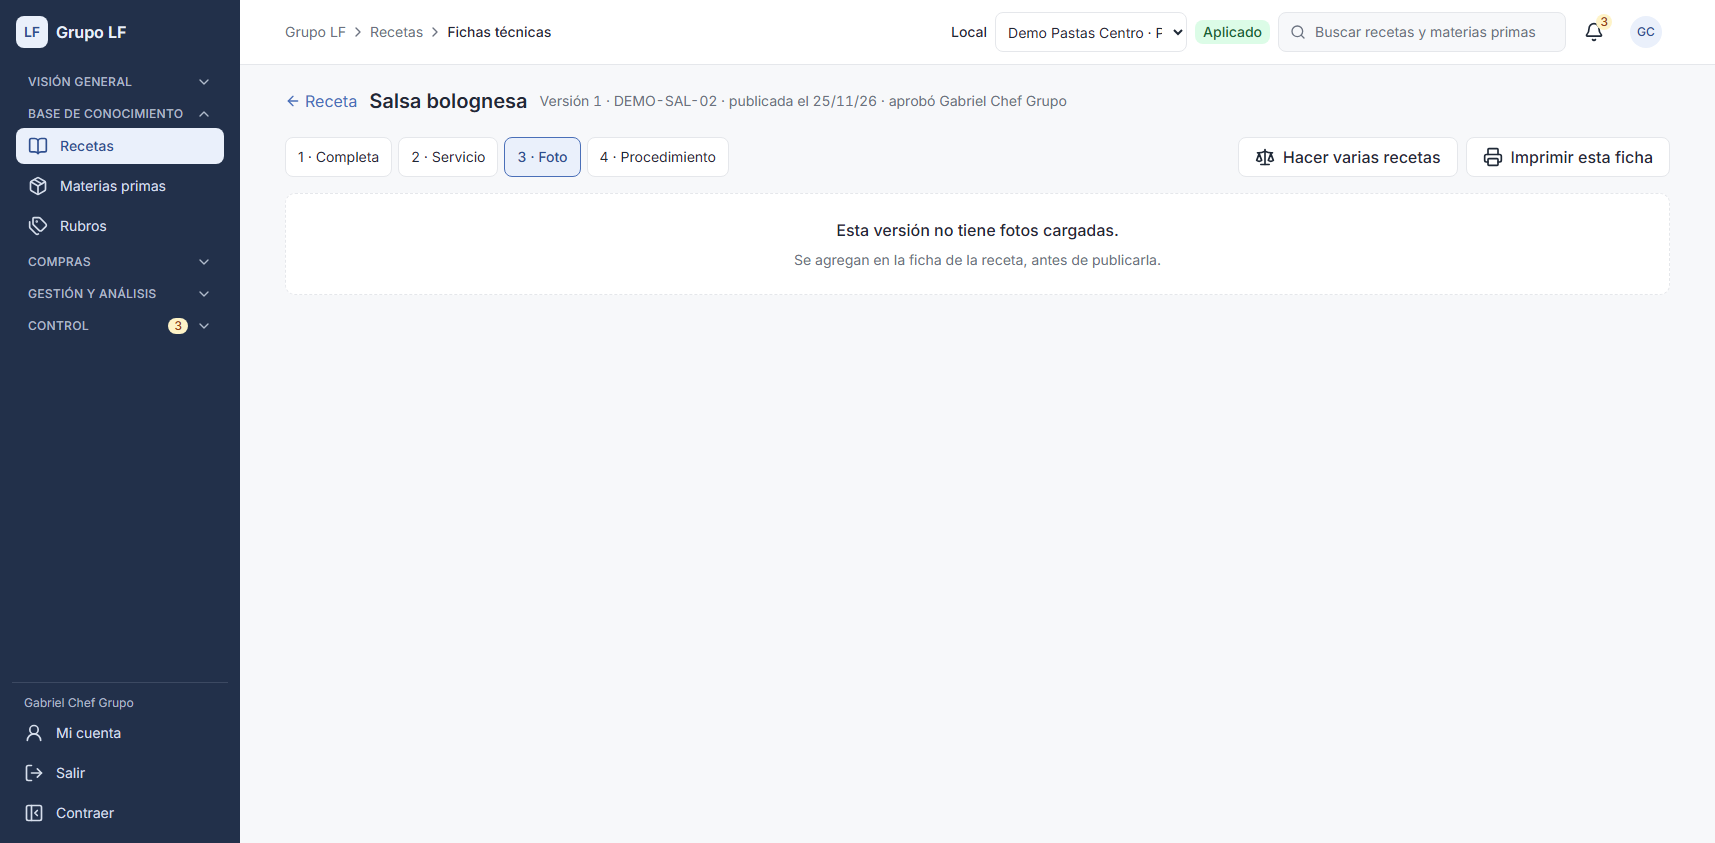 LF Grupo LF
VISIÓN GENERAL
BASE DE CONOCIMIENTO
Recetas
Materias primas
Rubros
COMPRAS
GESTIÓN Y ANÁLISIS
CONTROL 3
Gabriel Chef Grupo
Mi cuenta
Salir
Contraer
Grupo LF > Recetas > Fichas técnicas
Local Demo Pastas Centro · P Aplicado Buscar recetas y materias primas 3 GC
← Receta Salsa bolognesa Versión 1 · DEMO-SAL-02 · publicada el 25/11/26 · aprobó Gabriel Chef Grupo
1 · Completa 2 · Servicio 3 · Foto 4 · Procedimiento Hacer varias recetas Imprimir esta ficha
Esta versión no tiene fotos cargadas.
Se agregan en la ficha de la receta, antes de publicarla.